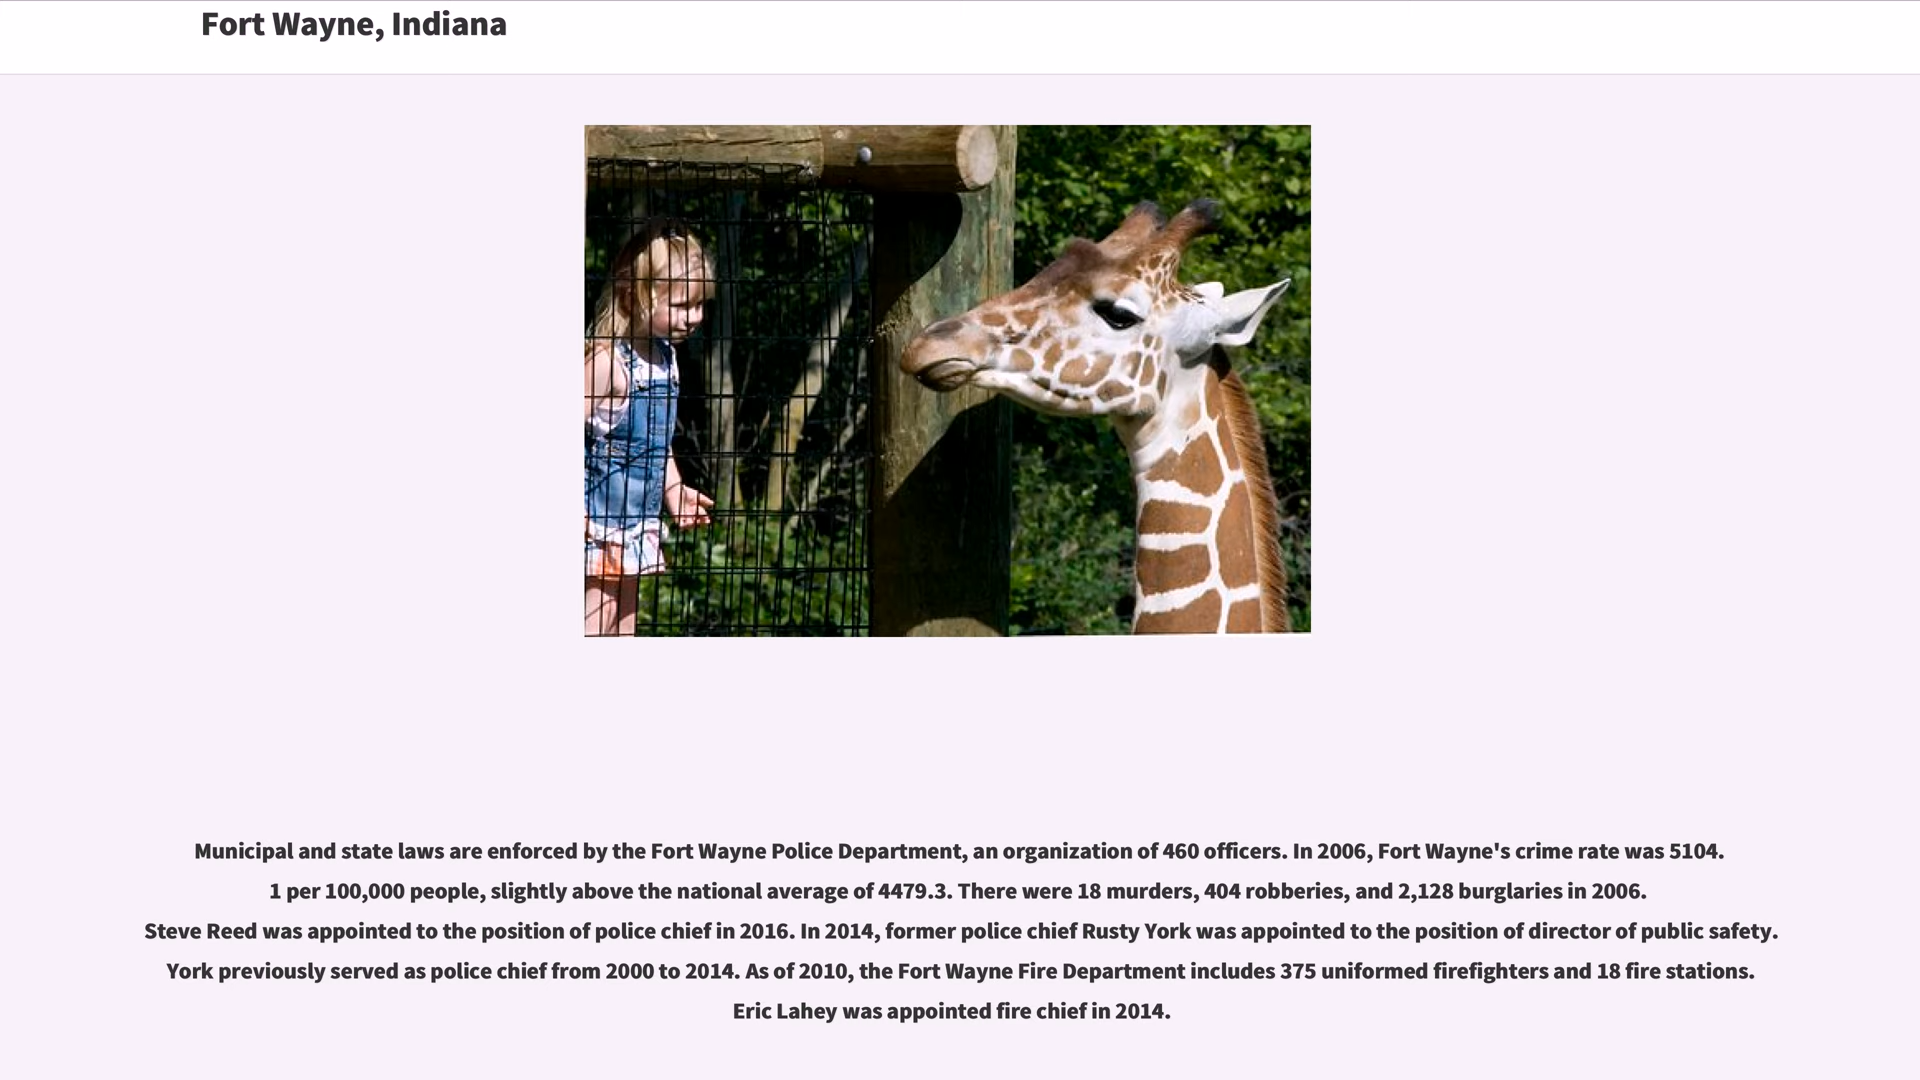 Fort Wayne, Indiana
Municipal and state laws are enforced by the Fort Wayne Police Department, an organization of 460 officers. In 2006, Fort Wayne's crime rate was 5104.
1 per 100,000 people, slightly above the national average of 4479.3. There were 18 murders, 404 robberies, and 2,128 burglaries in 2006.
Steve Reed was appointed to the position of police chief in 2016. In 2014, former police chief Rusty York was appointed to the position of director of public safety.
York previously served as police chief from 2000 to 2014. As of 2010, the Fort Wayne Fire Department includes 375 uniformed firefighters and 18 fire stations.
Eric Lahey was appointed fire chief in 2014.